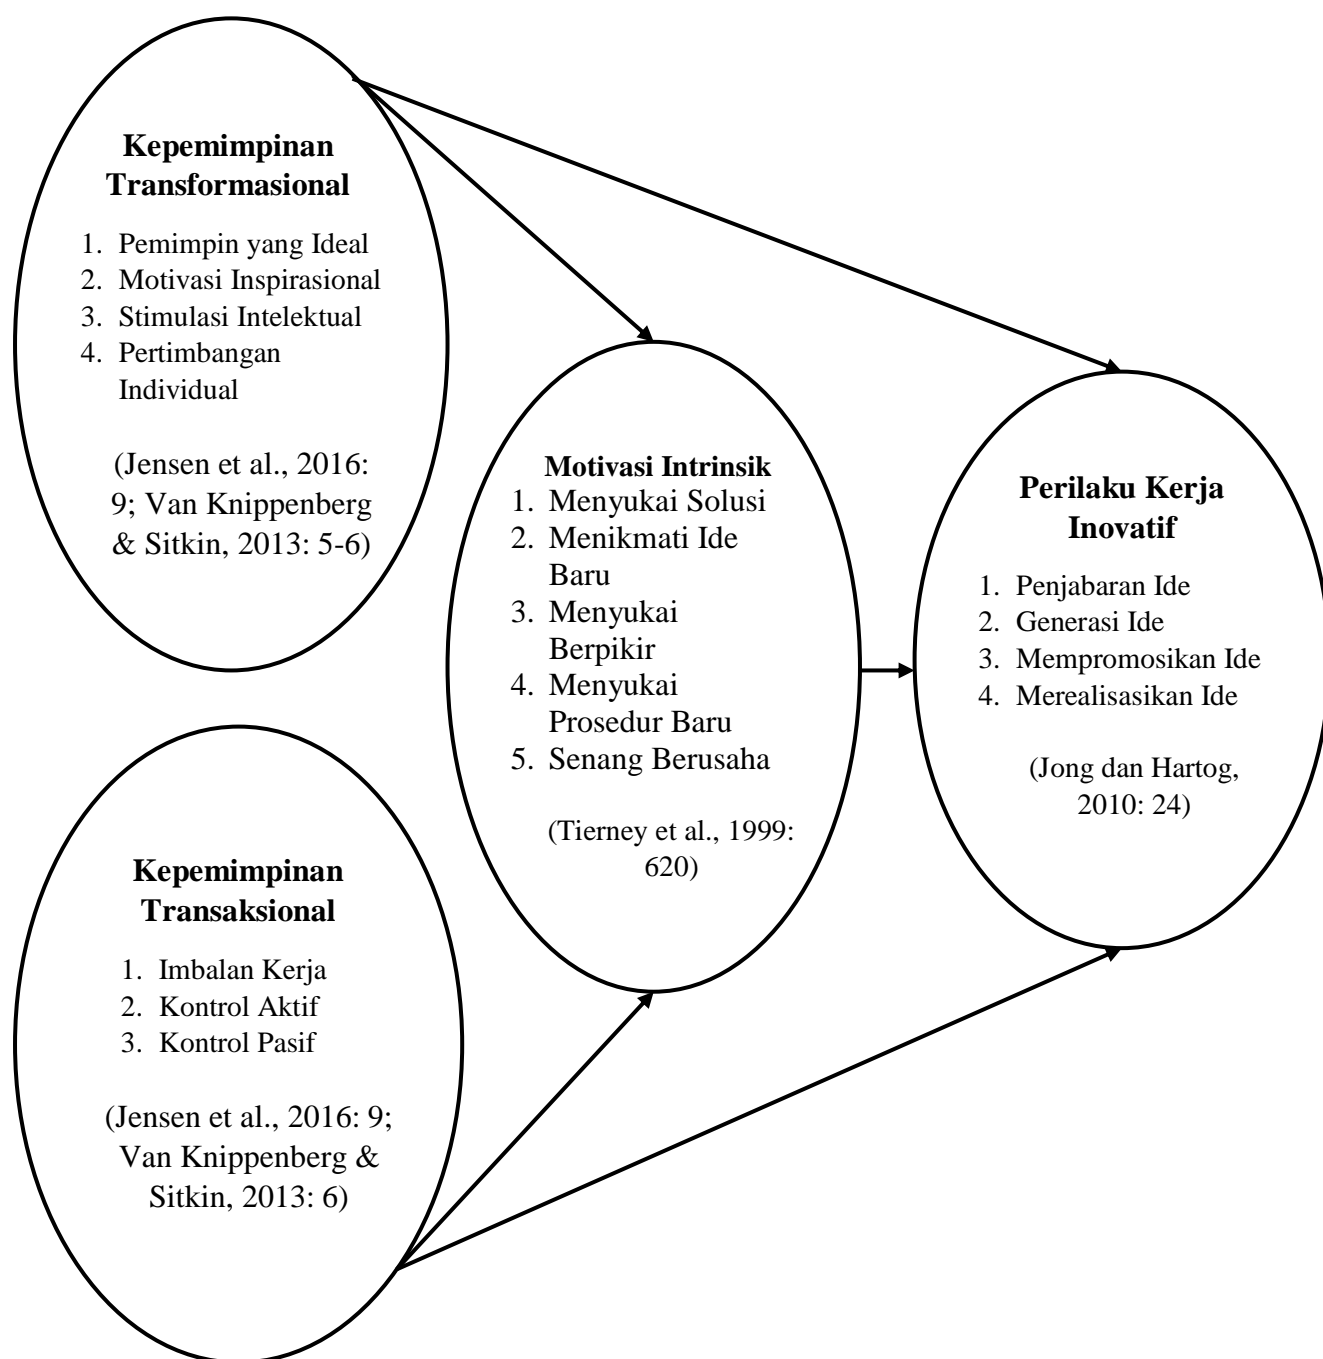 Kepemimpinan
Transformasional
1. Pemimpin yang Ideal
2. Motivasi Inspirasional
3. Stimulasi Intelektual
4. Pertimbangan
Individual
(Jensen et al., 2016:
9; Van Knippenberg
& Sitkin, 2013: 5-6)
Motivasi Intrinsik
1. Menyukai Solusi
2. Menikmati Ide
Baru
3. Menyukai
Berpikir
4. Menyukai
Prosedur Baru
5. Senang Berusaha
(Tierney et al., 1999:
620)
Perilaku Kerja
Inovatif
1. Penjabaran Ide
2. Generasi Ide
3. Mempromosikan Ide
4. Merealisasikan Ide
(Jong dan Hartog,
2010: 24)
Kepemimpinan
Transaksional
1. Imbalan Kerja
2. Kontrol Aktif
3. Kontrol Pasif
(Jensen et al., 2016: 9;
Van Knippenberg &
Sitkin, 2013: 6)